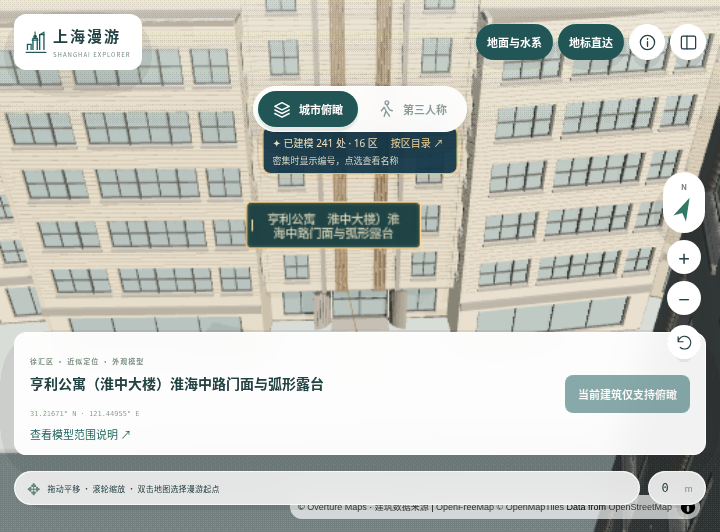 上海漫游
SHANGHAI EXPLORER
地面与水系
地标直达
城市俯瞰
第三人称
✦ 已建模 241 处 · 16 区 按区目录 ↗
密集时显示编号，点选查看名称
亨利公寓 淮中大楼）淮
海中路门面与弧形露台
N
+
−
徐汇区 · 近似定位 · 外观模型
亨利公寓（淮中大楼）淮海中路门面与弧形露台
31.21671° N · 121.44955° E
查看模型范围说明 ↗
当前建筑仅支持俯瞰
拖动平移 · 滚轮缩放 · 双击地图选择漫游起点
0 m
© Overture Maps · 建筑数据来源 | OpenFreeMap © OpenMapTiles Data from OpenStreetMap